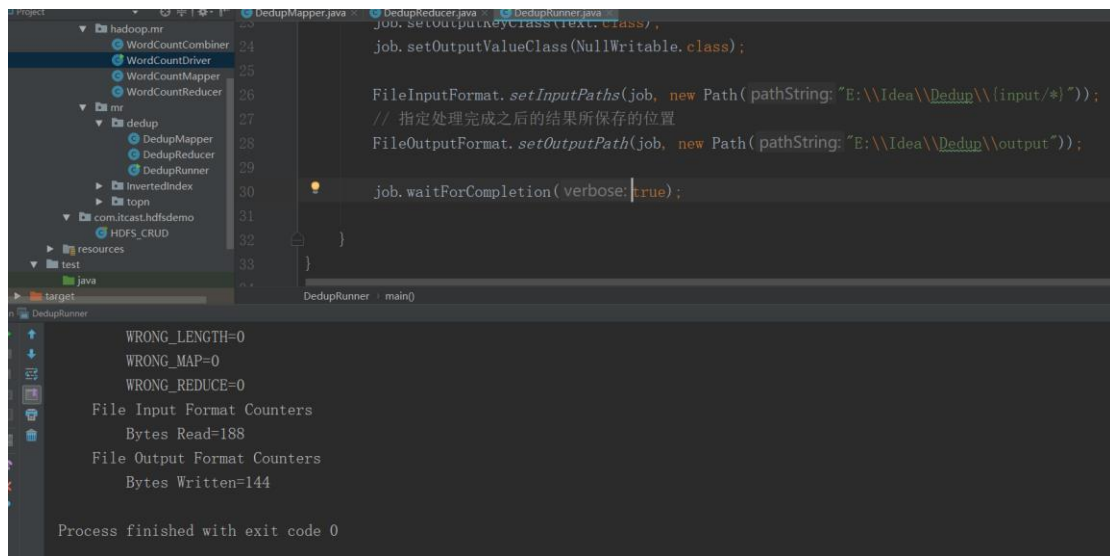 Project
DedupMapper.java
DedupReducer.java
DedupRunner.java
hadoop.mr
WordCountCombiner
WordCountDriver
WordCountMapper
WordCountReducer
mr
dedup
DedupMapper
DedupReducer
DedupRunner
InvertedIndex
topn
com.itcast.hdfsdemo
HDFS_CRUD
resources
test
java
target
23 job.setOutputKeyClass(Text.class);
24 job.setOutputValueClass(NullWritable.class);
25
26 FileInputFormat.setInputPaths(job, new Path( pathString: "E:\\Idea\\Dedup\\{input/*}"));
27 // 指定处理完成之后的结果所保存的位置
28 FileOutputFormat.setOutputPath(job, new Path( pathString: "E:\\Idea\\Dedup\\output"));
29
30 job.waitForCompletion( verbose: true);
31
32 }
33 }
DedupRunner › main()
DedupRunner
WRONG_LENGTH=0
WRONG_MAP=0
WRONG_REDUCE=0
File Input Format Counters
Bytes Read=188
File Output Format Counters
Bytes Written=144
Process finished with exit code 0